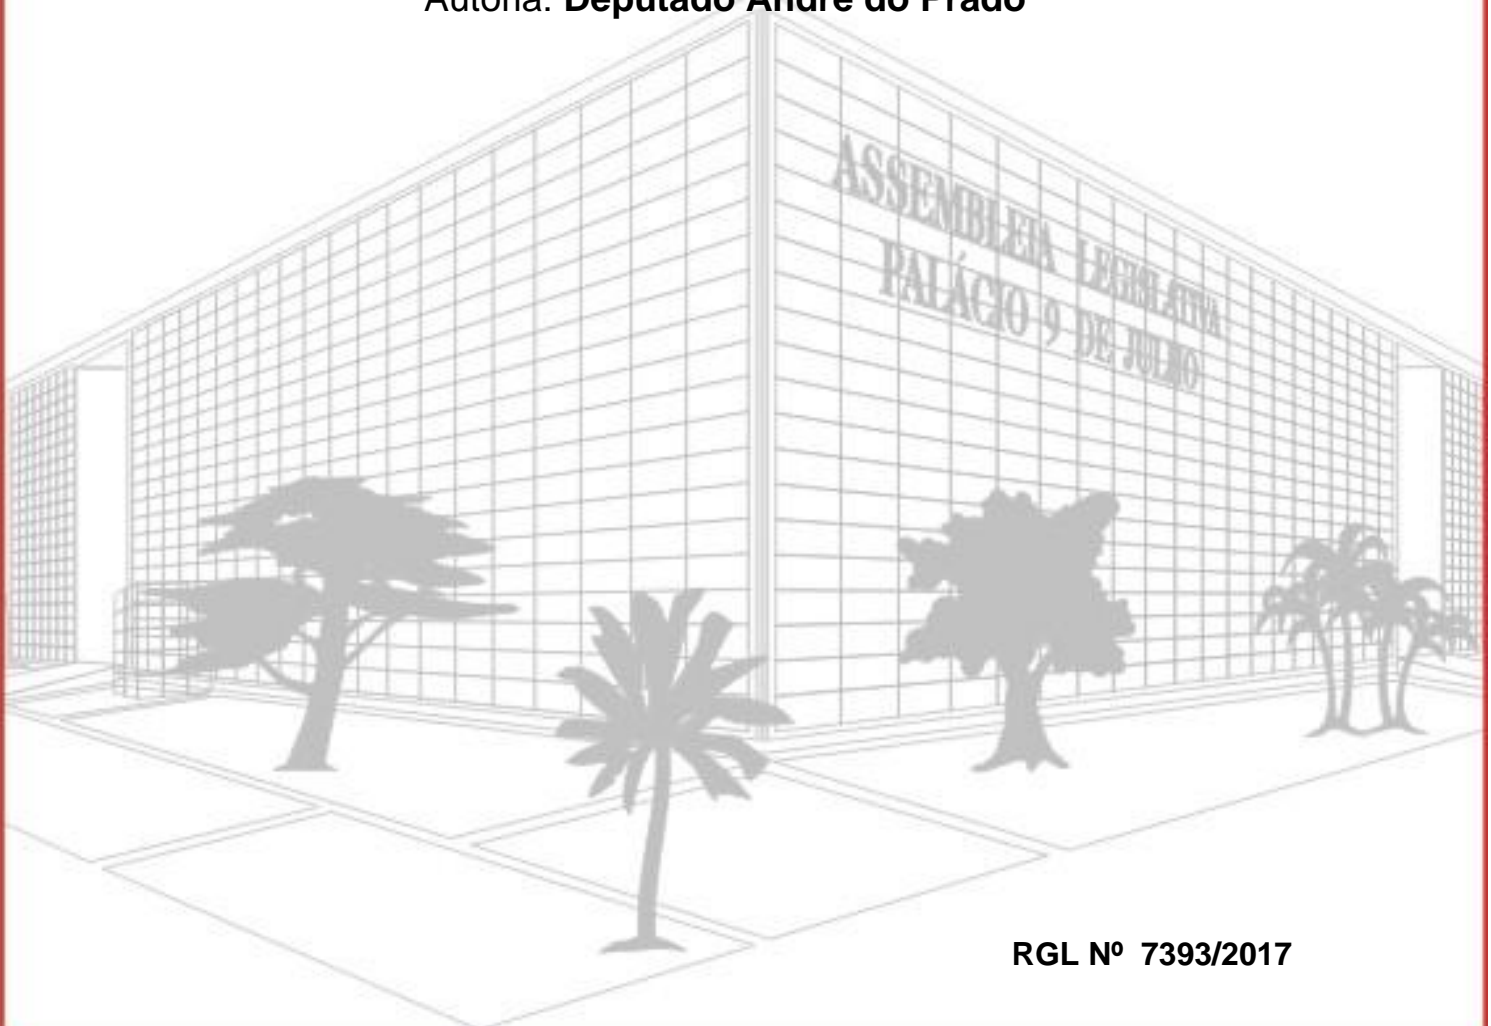 Autoria: Deputado André do Prado
ASSEMBLEIA LEGISLATIVA
PALÁCIO 9 DE JULHO
RGL Nº 7393/2017